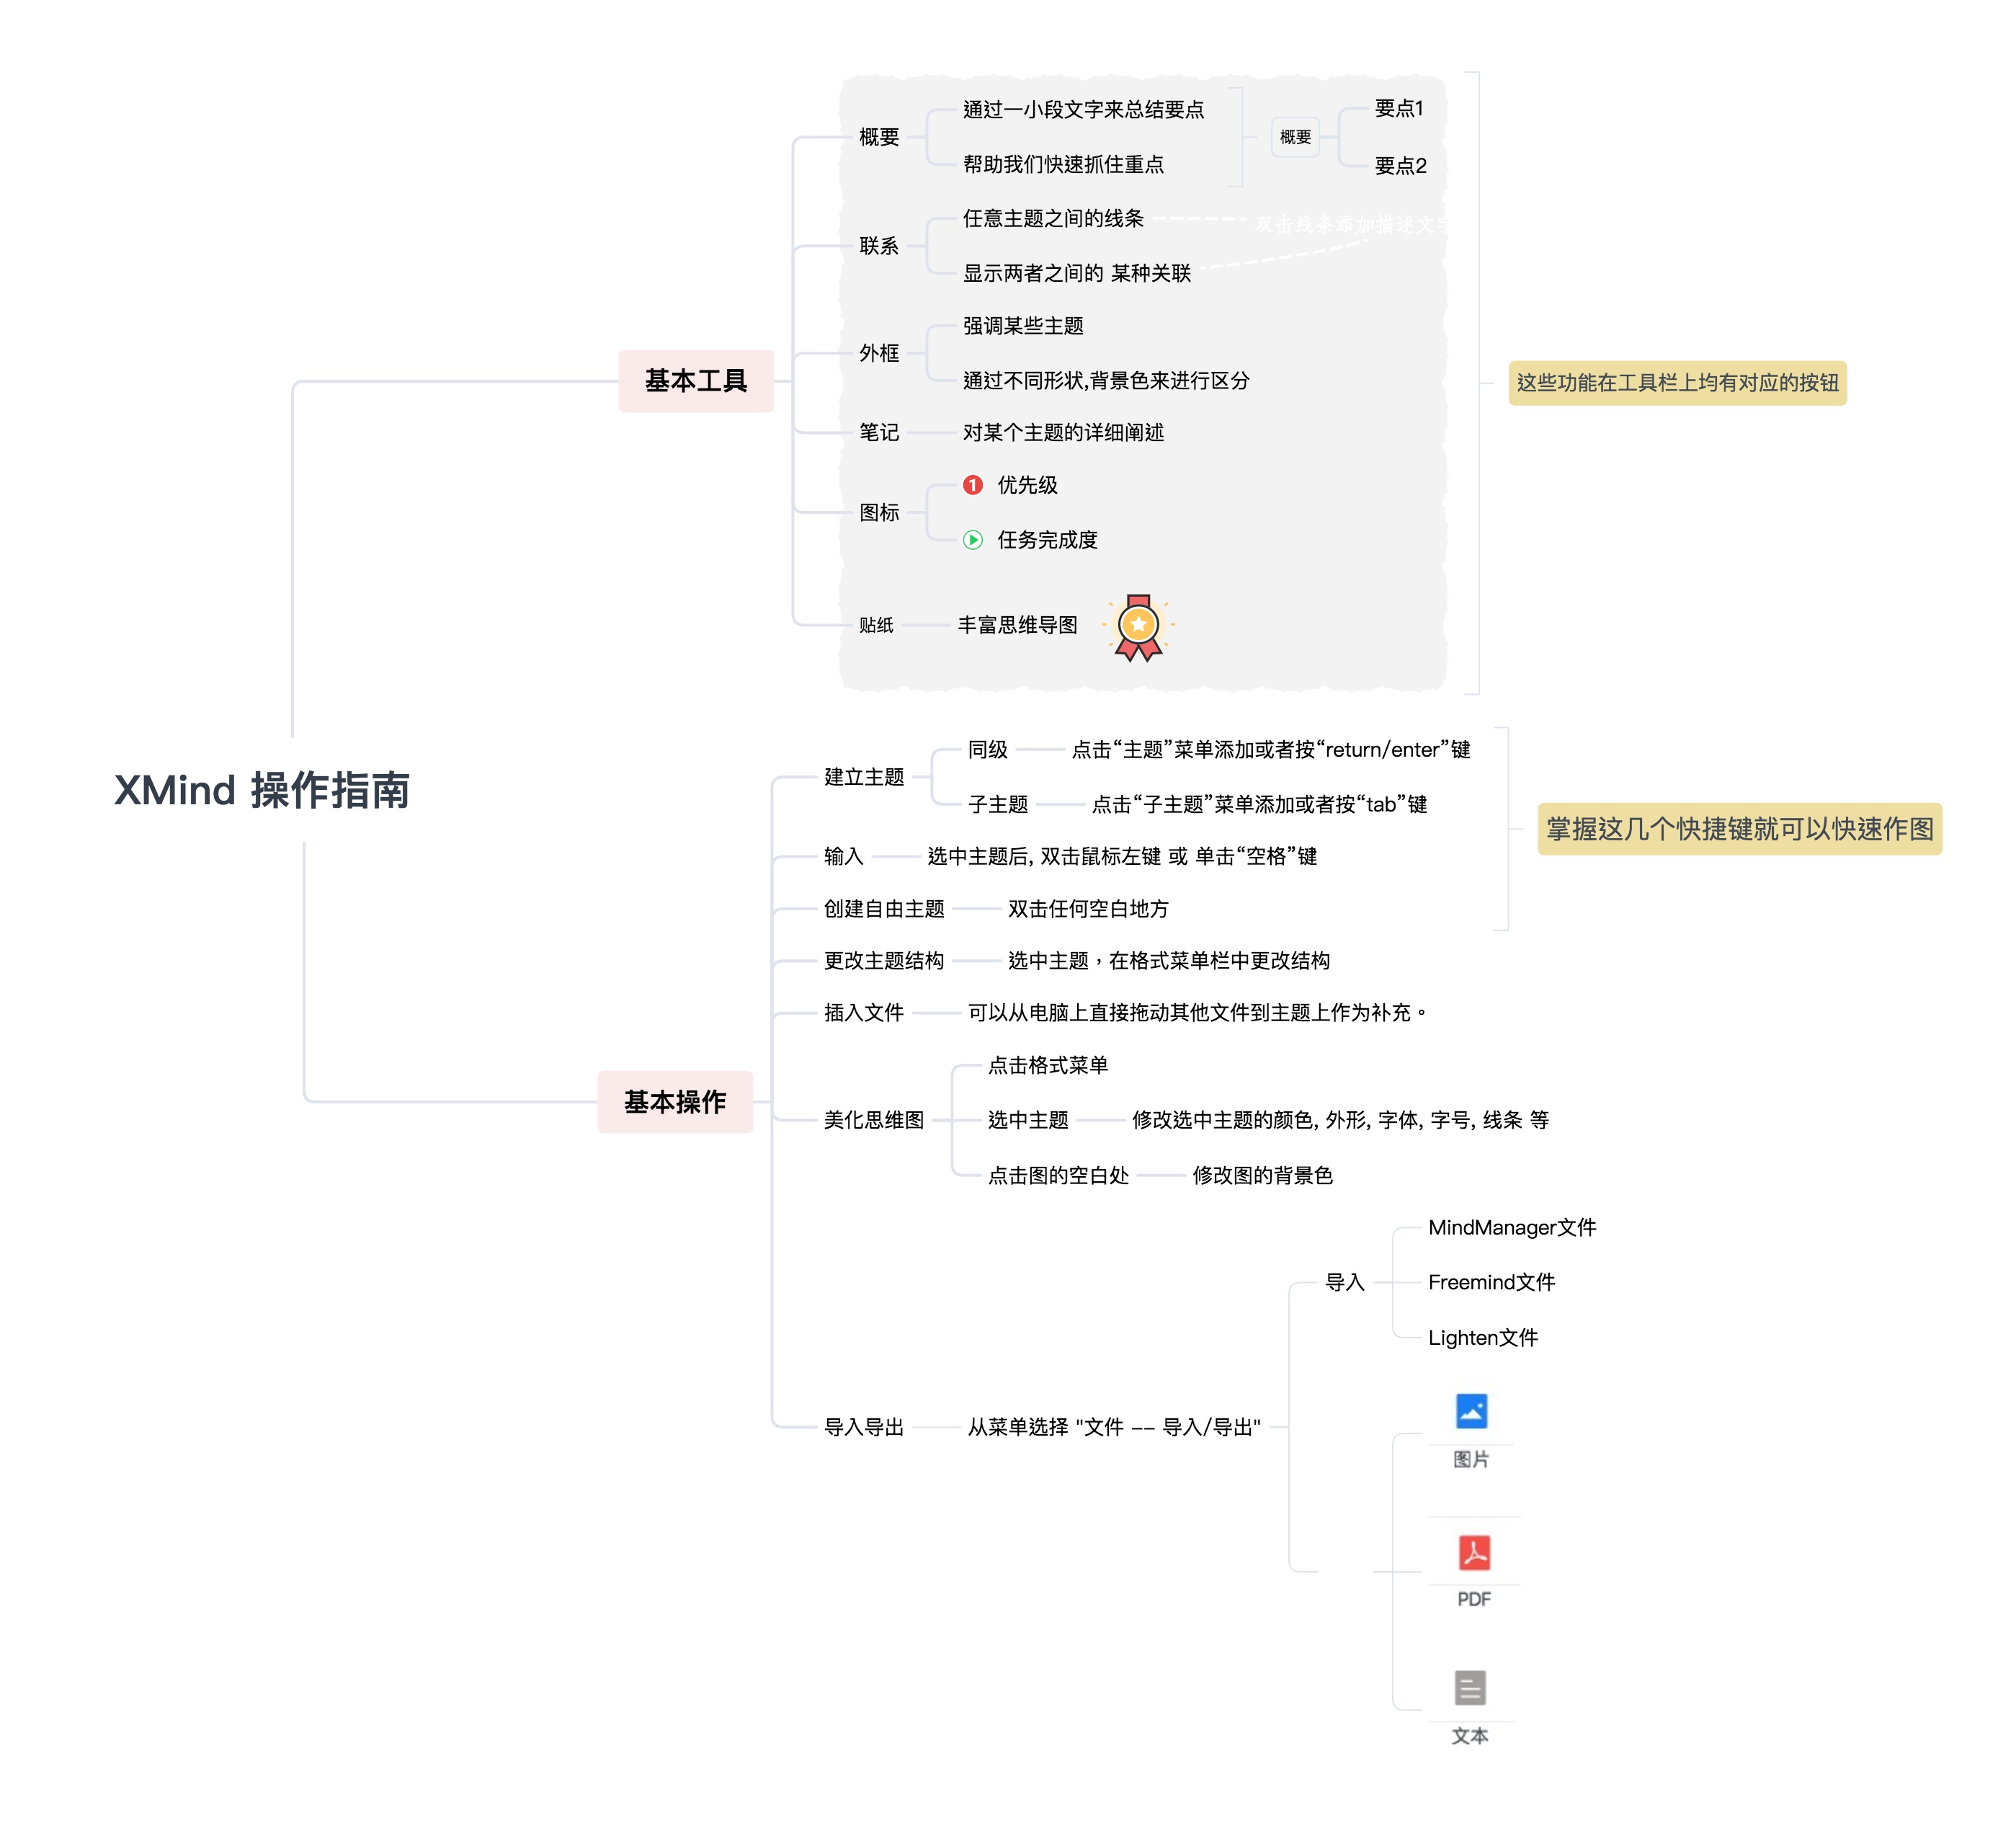 XMind 操作指南
基本工具
概要
通过一小段文字来总结要点
帮助我们快速抓住重点
概要
要点1
要点2
联系
任意主题之间的线条
双击线条添加描述文字
显示两者之间的 某种关联
外框
强调某些主题
通过不同形状,背景色来进行区分
笔记
对某个主题的详细阐述
图标
1
优先级
任务完成度
贴纸
丰富思维导图
这些功能在工具栏上均有对应的按钮
基本操作
建立主题
同级
点击“主题”菜单添加或者按“return/enter”键
子主题
点击“子主题”菜单添加或者按“tab”键
输入
选中主题后, 双击鼠标左键 或 单击“空格”键
创建自由主题
双击任何空白地方
掌握这几个快捷键就可以快速作图
更改主题结构
选中主题，在格式菜单栏中更改结构
插入文件
可以从电脑上直接拖动其他文件到主题上作为补充。
美化思维图
点击格式菜单
选中主题
修改选中主题的颜色, 外形, 字体, 字号, 线条 等
点击图的空白处
修改图的背景色
导入导出
从菜单选择 "文件 -- 导入/导出"
导入
MindManager文件
Freemind文件
Lighten文件
图片
PDF
文本